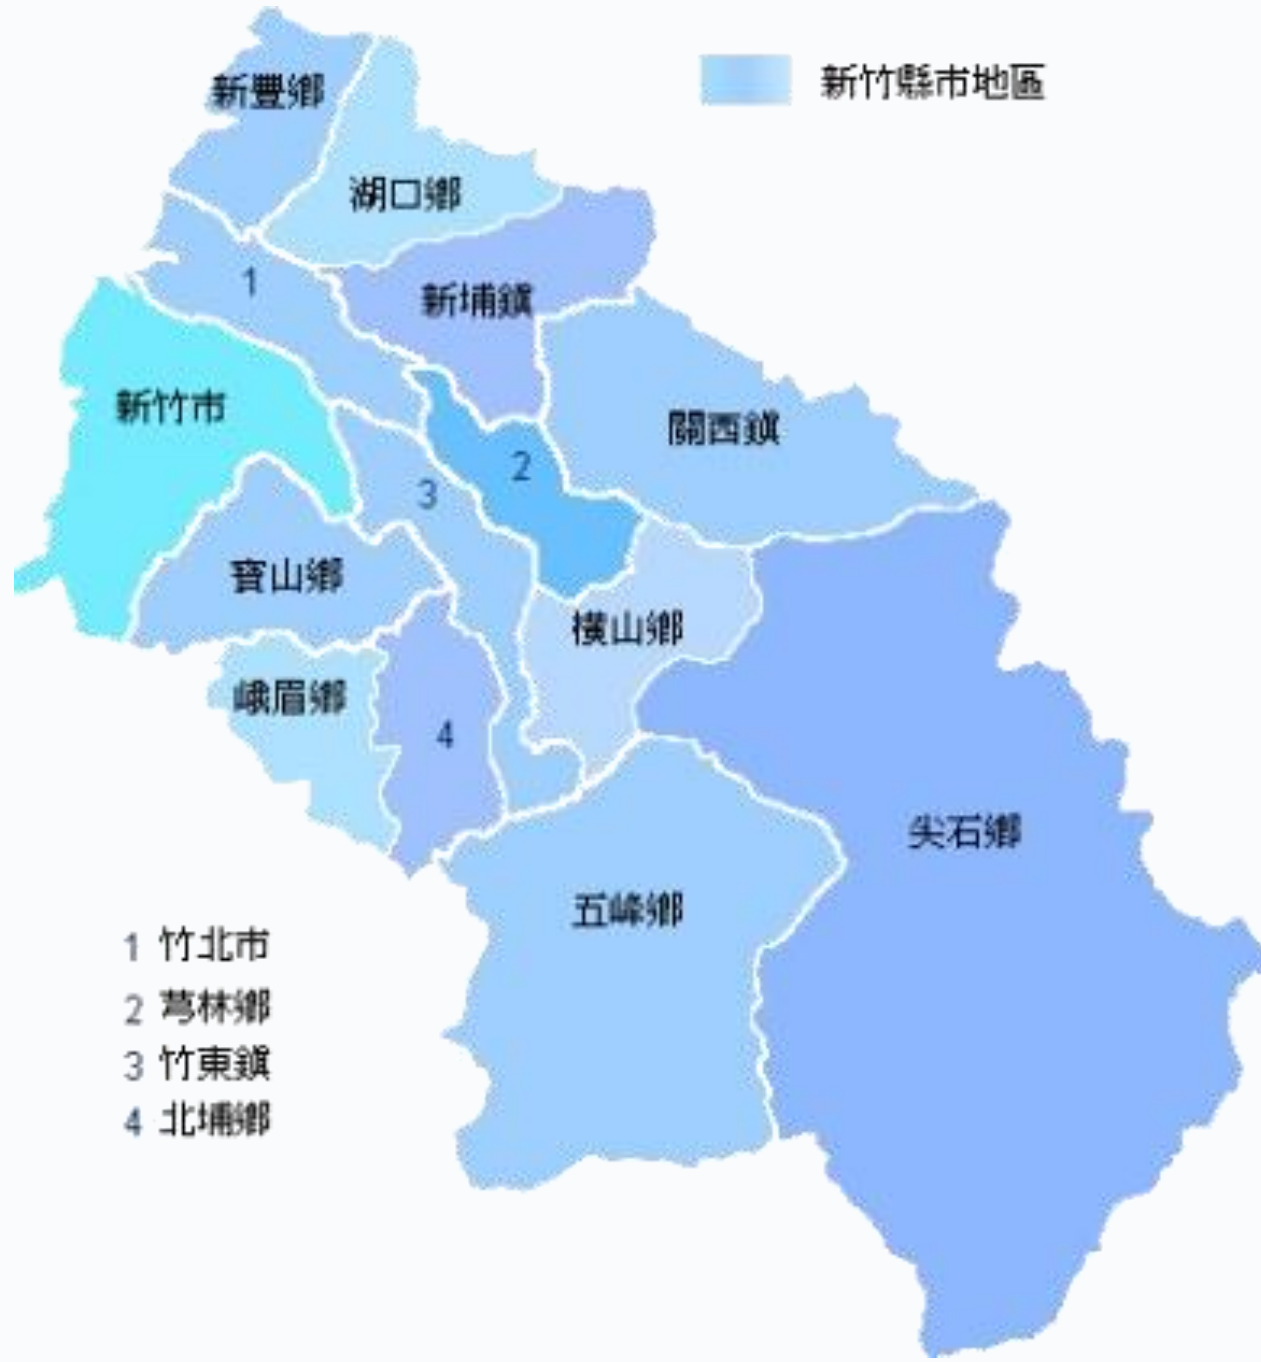 新竹縣市地區
新豐鄉
湖口鄉
1
新埔鎮
新竹市
關西鎮
2
3
寶山鄉
橫山鄉
峨眉鄉
4
尖石鄉
五峰鄉
1 竹北市
2 芎林鄉
3 竹東鎮
4 北埔鄉